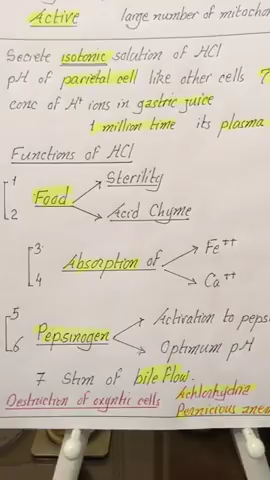 Active large number of mitochon
Secrete isotonic solution of HCl
pH of parietal cell like other cells 7
conc of H+ ions in gastric juice
1 million time its plasma
Functions of HCl
1 Sterility
Food
2 Acid Chyme
3 Fe++
Absorption of
4 Ca++
5 Activation to peps
Pepsinogen
6 Optimum pH
7 Stim of bile flow.
Destruction of oxyntic cells Achlorhydria
Pernicious anem